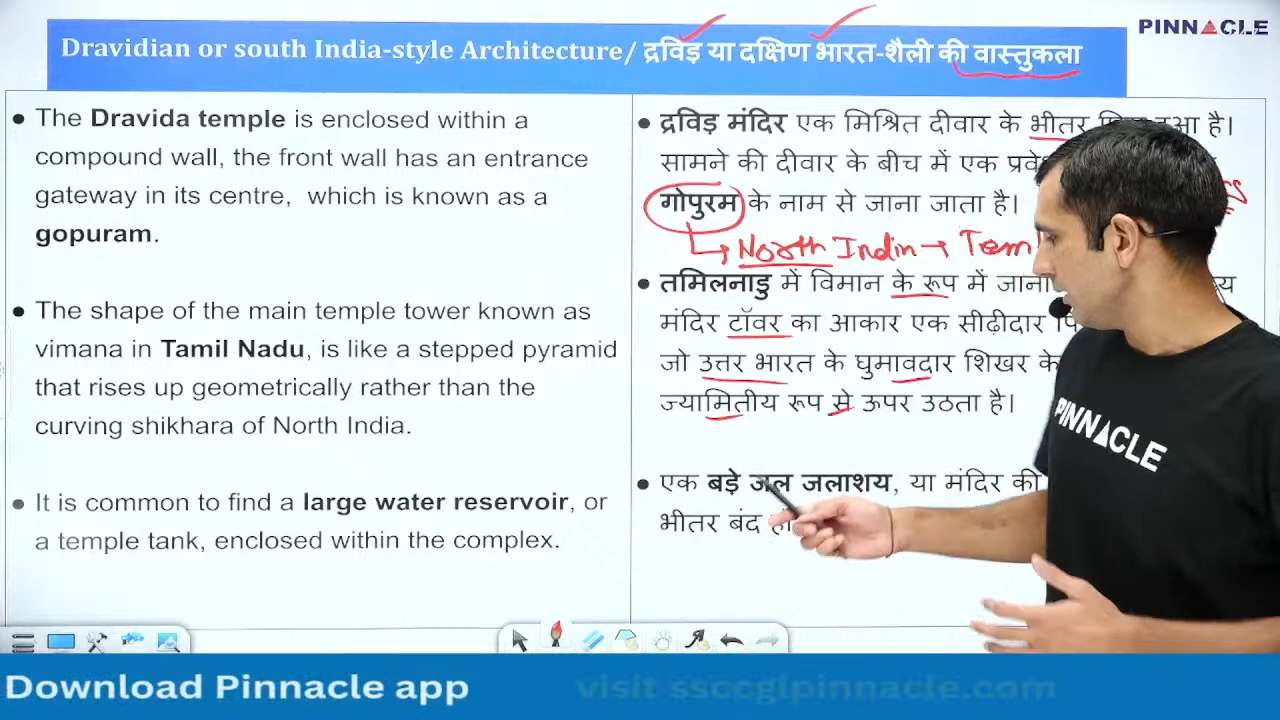 Dravidian or south India-style Architecture/ द्रविड़ या दक्षिण भारत-शैली की वास्तुकला
PINNACLE
● The Dravida temple is enclosed within a
compound wall, the front wall has an entrance
gateway in its centre, which is known as a
gopuram.
● The shape of the main temple tower known as
vimana in Tamil Nadu, is like a stepped pyramid
that rises up geometrically rather than the
curving shikhara of North India.
● It is common to find a large water reservoir, or
a temple tank, enclosed within the complex.
● द्रविड़ मंदिर एक मिश्रित दीवार के भीतर हुआ है।
सामने की दीवार के बीच में एक
गोपुरम के नाम से जाना जाता है।
North Indin → Tem
● तमिलनाडु में विमान के रूप में
मंदिर टॉवर का आकार एक सीढ़ीदार
जो उत्तर भारत के घुमावदार शिखर के
ज्यामितीय रूप से ऊपर उठता है।
● एक बड़े जल जलाशय, या मंदिर की
भीतर बंद
PINNACLE
Download Pinnacle app
visit ssccglpinnacle.com